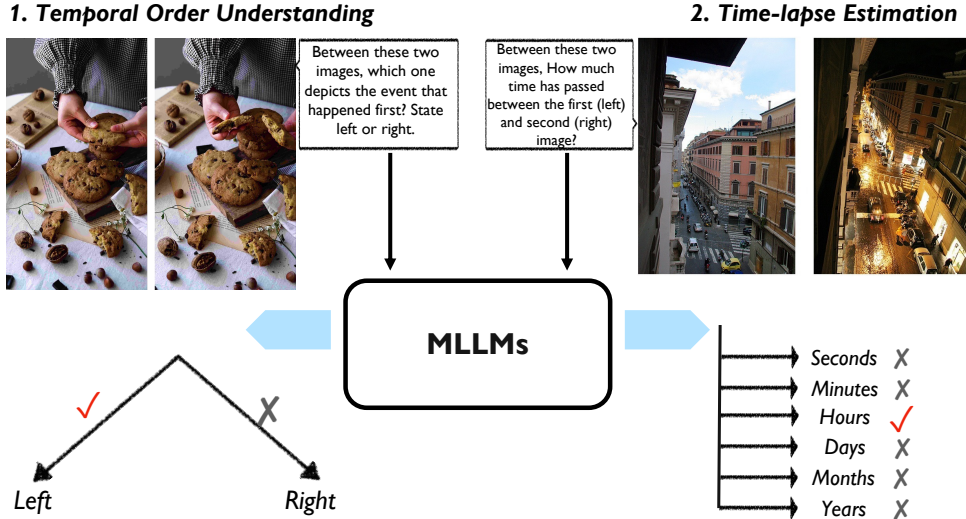 1. Temporal Order Understanding
2. Time-lapse Estimation
Between these two
images, which one
depicts the event that
happened first? State
left or right.
Between these two
images, How much
time has passed
between the first (left)
and second (right)
image?
MLLMs
Left
Right
Seconds ✗
Minutes ✗
Hours ✓
Days ✗
Months ✗
Years ✗